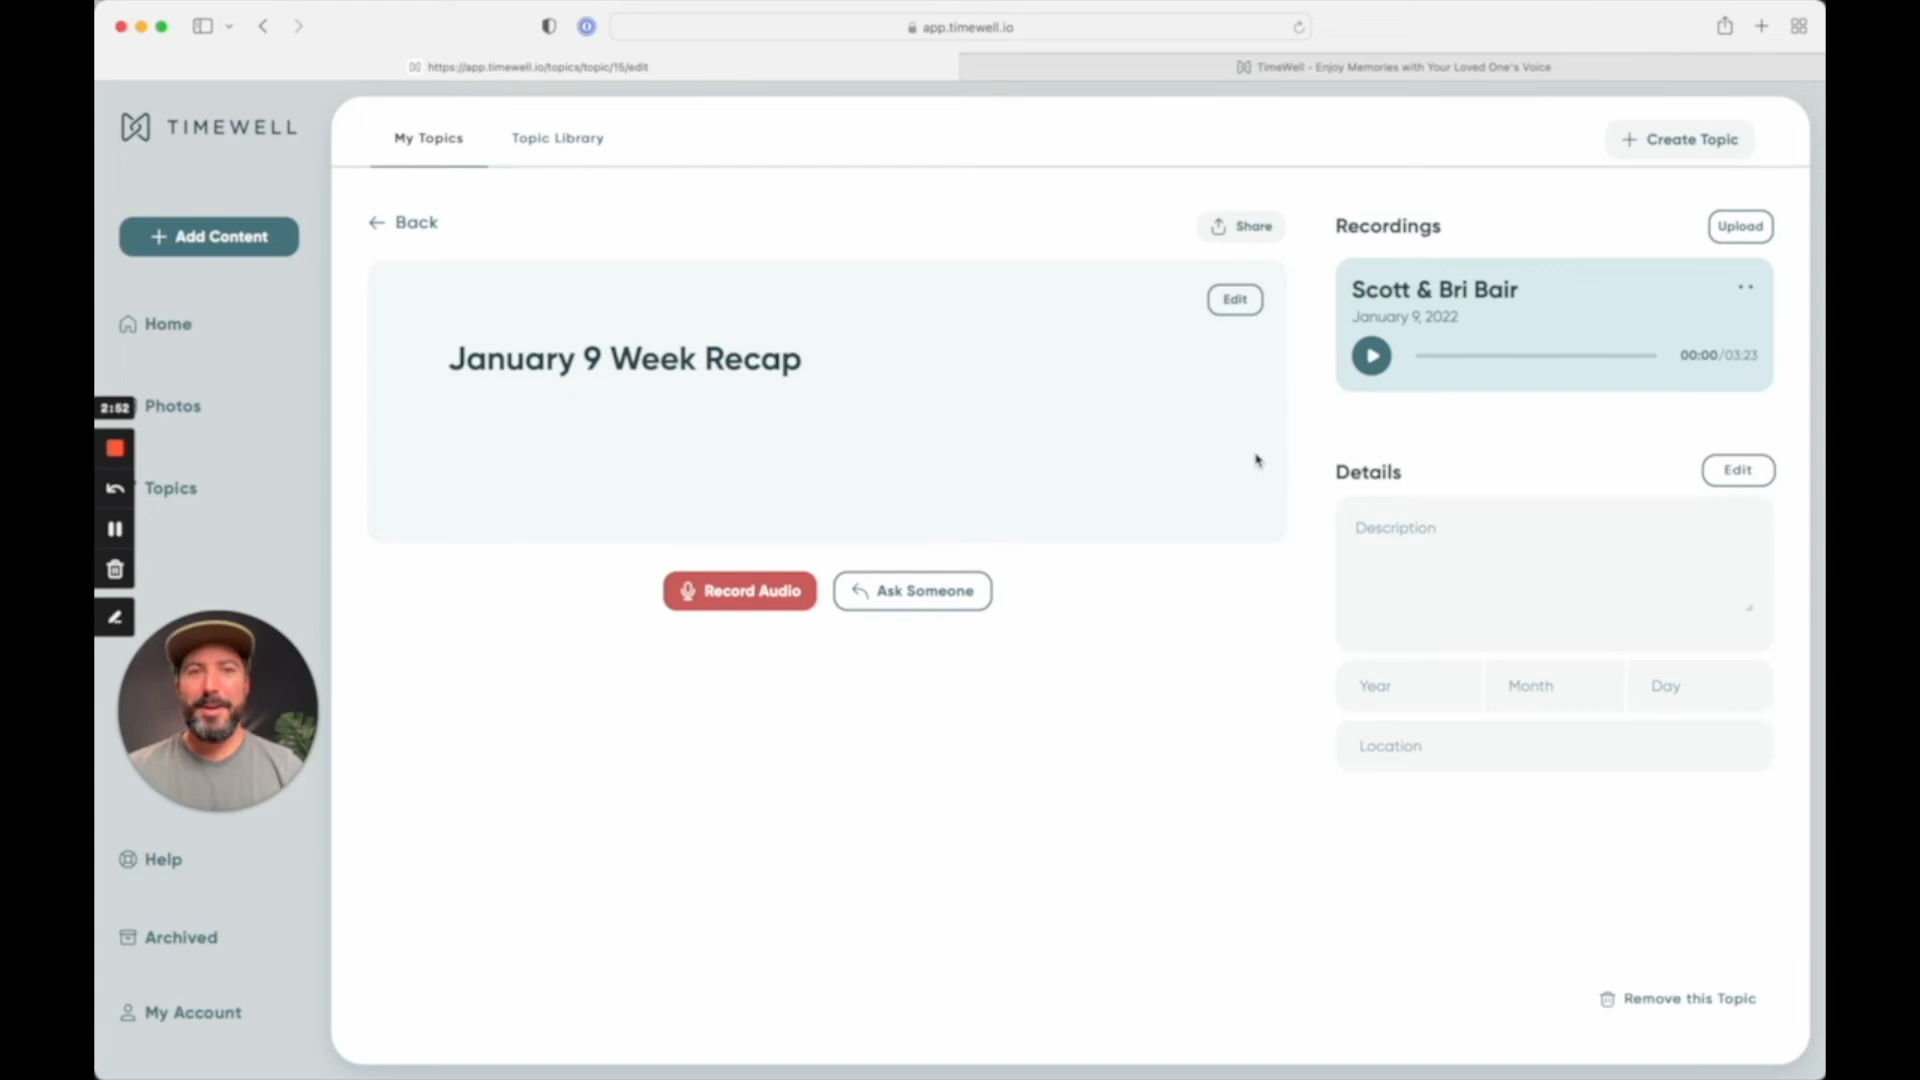 app.timewell.io
https://app.timewell.io/topics/topic/15/edit
TimeWell - Enjoy Memories with Your Loved One's Voice
TIMEWELL
My Topics
Topic Library
Create Topic
Add Content
Back
Share
Recordings
Upload
Edit
Scott & Bri Bair
January 9, 2022
00:00/03:23
January 9 Week Recap
Home
Photos
2:52
Topics
Details
Edit
Description
Record Audio
Ask Someone
Year
Month
Day
Location
Help
Archived
My Account
Remove this Topic